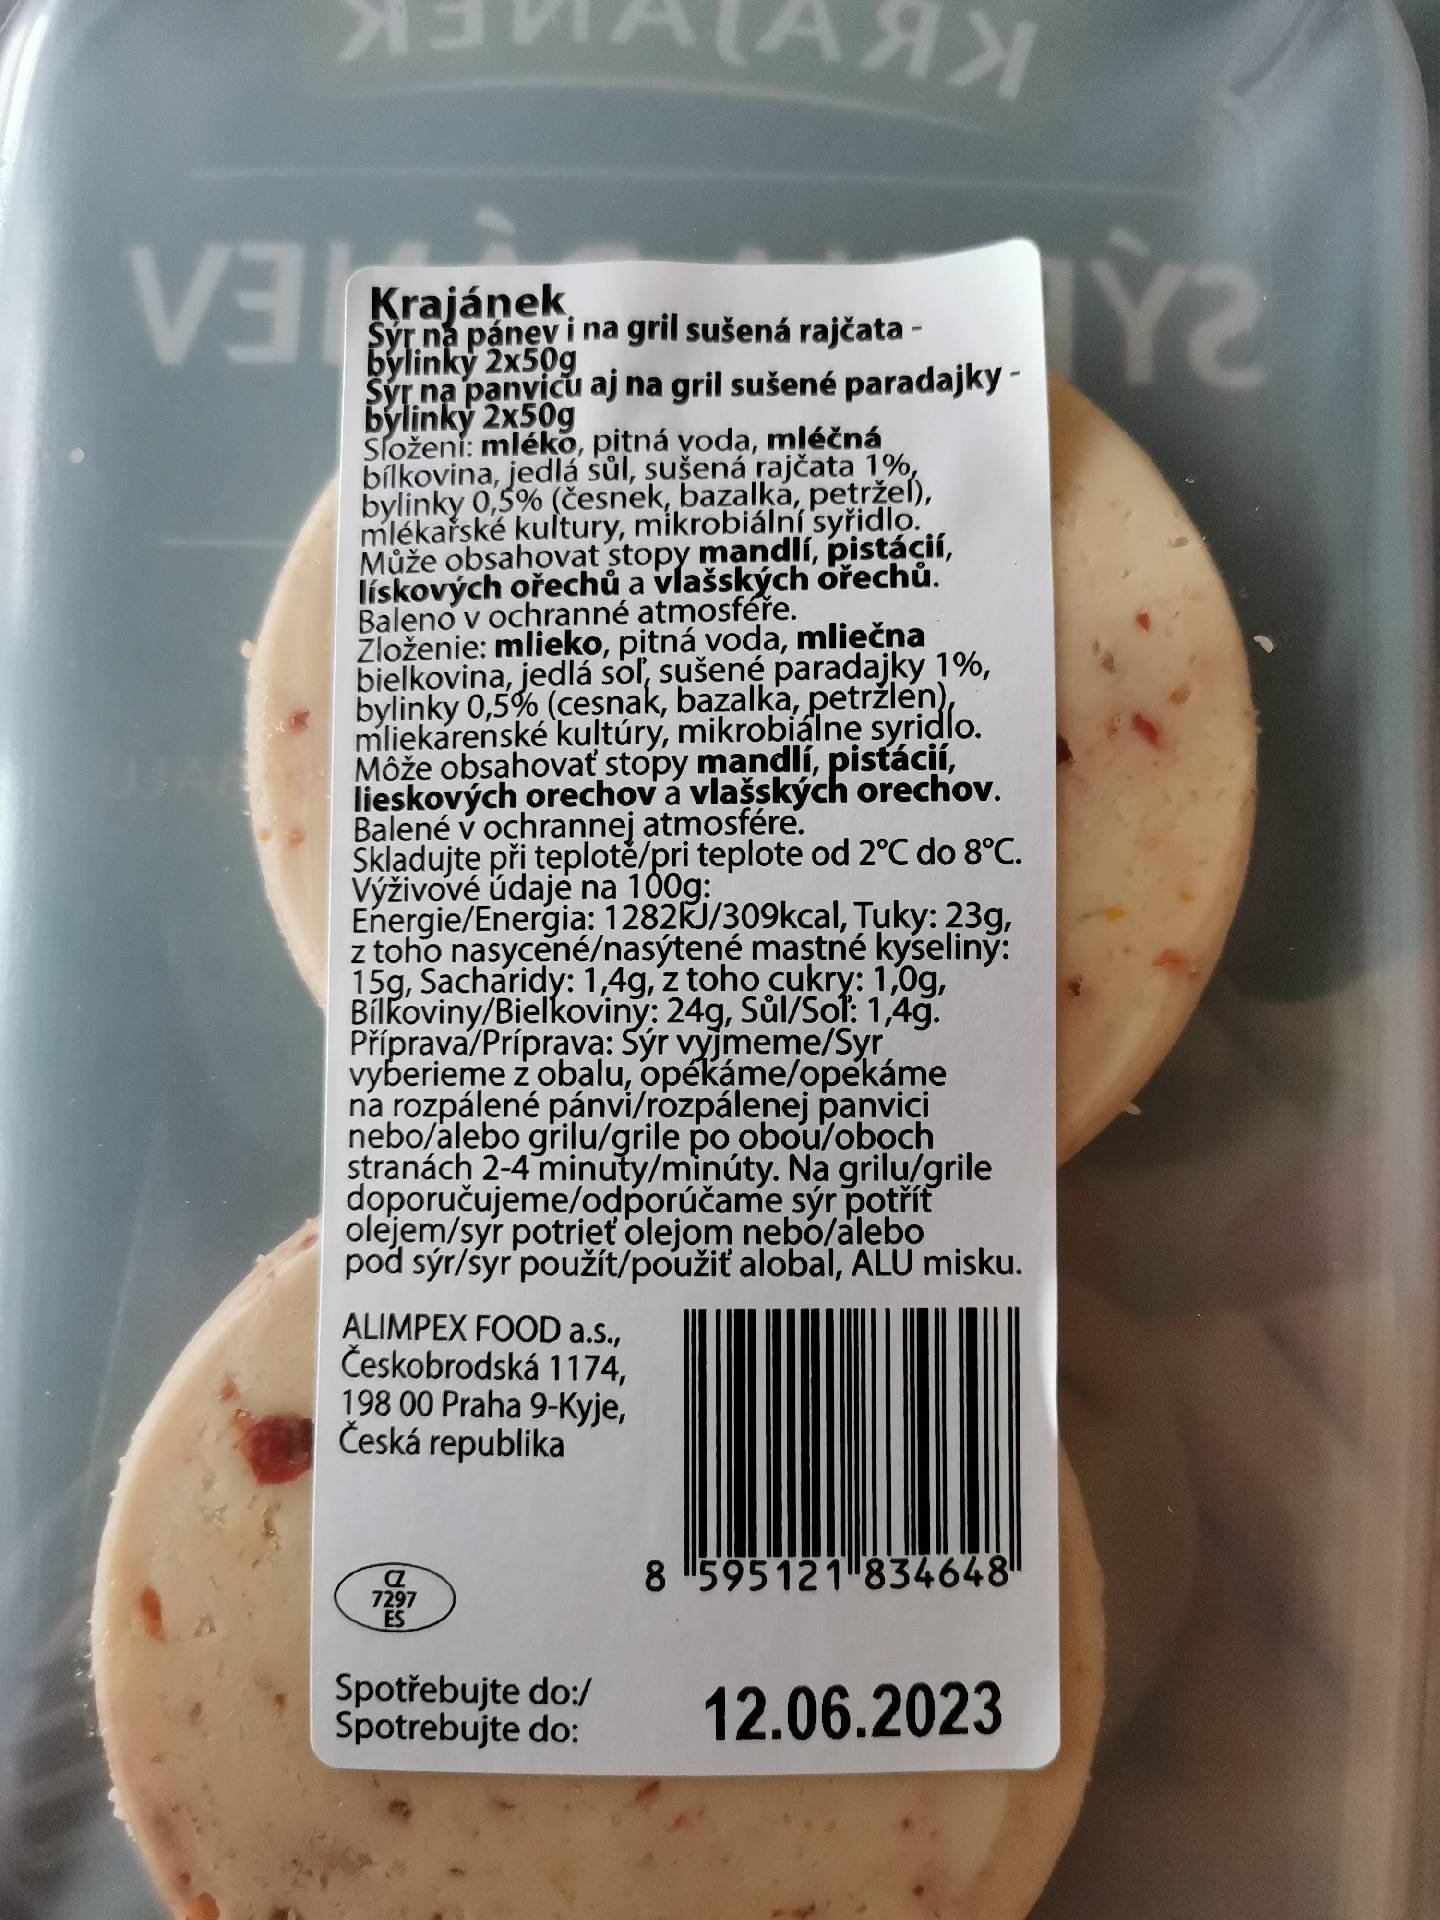 KRAJANEK
SÝR NA PÁNEV
Krajánek
Sýr na pánev i na gril sušená rajčata -
bylinky 2x50g
Syr na panvicu aj na gril sušené paradajky -
bylinky 2x50g
Složení: mléko, pitná voda, mléčná
bílkovina, jedlá sůl, sušená rajčata 1%,
bylinky 0,5% (česnek, bazalka, petržel),
mlékařské kultury, mikrobiální syřidlo.
Může obsahovat stopy mandlí, pistácií,
lískových ořechů a vlašských ořechů.
Baleno v ochranné atmosféře.
Zloženie: mlieko, pitná voda, mliečna
bielkovina, jedlá soľ, sušené paradajky 1%,
bylinky 0,5% (cesnak, bazalka, petržlen),
mliekarenské kultúry, mikrobiálne syridlo.
Môže obsahovať stopy mandlí, pistácií,
lieskových orechov a vlašských orechov.
Balené v ochrannej atmosfére.
Skladujte při teplotě/pri teplote od 2°C do 8°C.
Výživové údaje na 100g:
Energie/Energia: 1282kJ/309kcal, Tuky: 23g,
z toho nasycené/nasýtené mastné kyseliny:
15g, Sacharidy: 1,4g, z toho cukry: 1,0g,
Bílkoviny/Bielkoviny: 24g, Sůl/Soľ: 1,4g.
Příprava/Príprava: Sýr vyjmeme/Syr
vyberieme z obalu, opékáme/opekáme
na rozpálené pánvi/rozpálenej panvici
nebo/alebo grilu/grile po obou/oboch
stranách 2-4 minuty/minúty. Na grilu/grile
doporučujeme/odporúčame sýr potřít
olejem/syr potrieť olejom nebo/alebo
pod sýr/syr použít/použiť alobal, ALU misku.
ALIMPEX FOOD a.s.,
Českobrodská 1174,
198 00 Praha 9-Kyje,
Česká republika
8 595121 834648
CZ
7297
ES
Spotřebujte do:/
Spotrebujte do:
12.06.2023